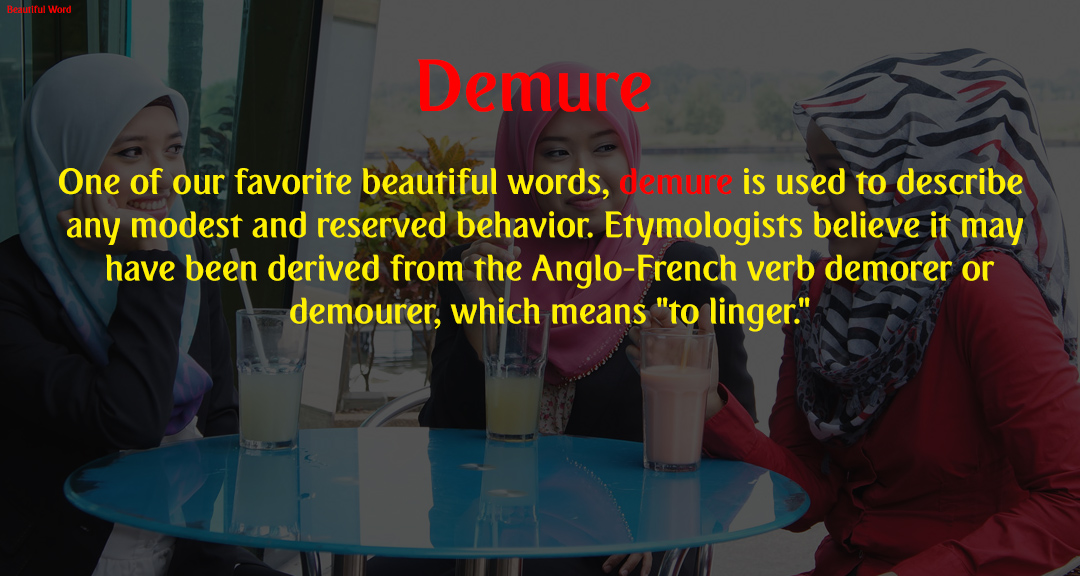 Beautiful Word
Demure
One of our favorite beautiful words, demure is used to describe
any modest and reserved behavior. Etymologists believe it may
have been derived from the Anglo-French verb demorer or
demourer, which means "to linger."